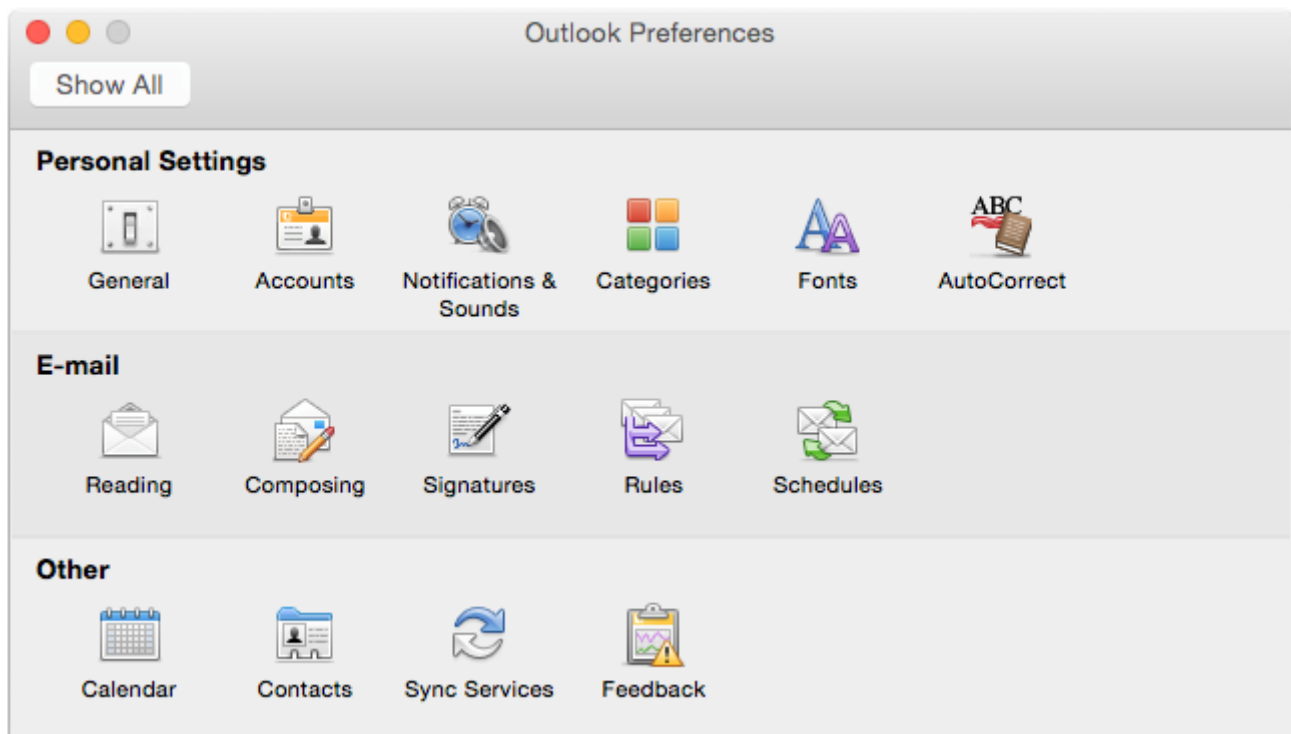 Outlook Preferences
Show All
Personal Settings
General
Accounts
Notifications &
Sounds
Categories
Fonts
ABC
AutoCorrect
E-mail
Reading
Composing
Signatures
Rules
Schedules
Other
Calendar
Contacts
Sync Services
Feedback